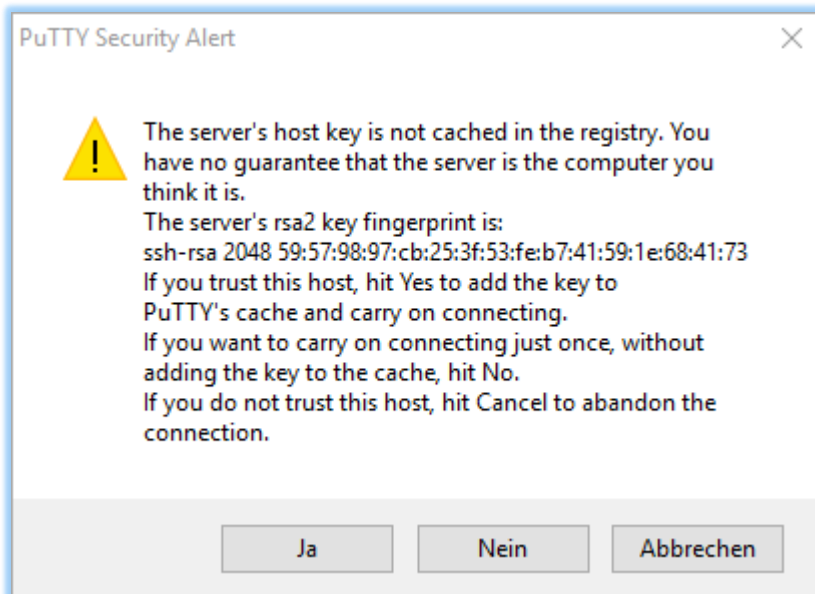 PuTTY Security Alert
The server's host key is not cached in the registry. You
have no guarantee that the server is the computer you
think it is.
The server's rsa2 key fingerprint is:
ssh-rsa 2048 59:57:98:97:cb:25:3f:53:fe:b7:41:59:1e:68:41:73
If you trust this host, hit Yes to add the key to
PuTTY's cache and carry on connecting.
If you want to carry on connecting just once, without
adding the key to the cache, hit No.
If you do not trust this host, hit Cancel to abandon the
connection.
Ja Nein Abbrechen